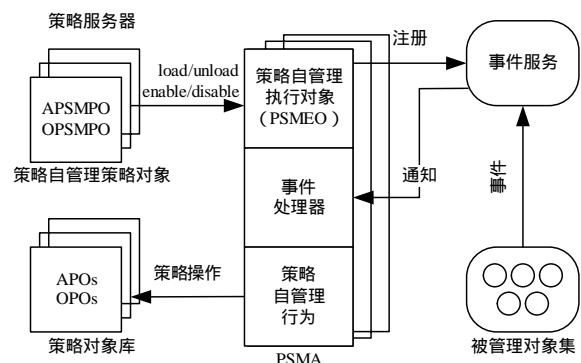 策略服务器
APSMPO
OPSMPO
策略自管理策略对象
load/unload
enable/disable
策略自管理
执行对象
（PSMEO）
注册
事件服务
通知
事件
事件
处理器
APOs
OPOs
策略对象库
策略操作
策略
自管理
行为
PSMA
被管理对象集